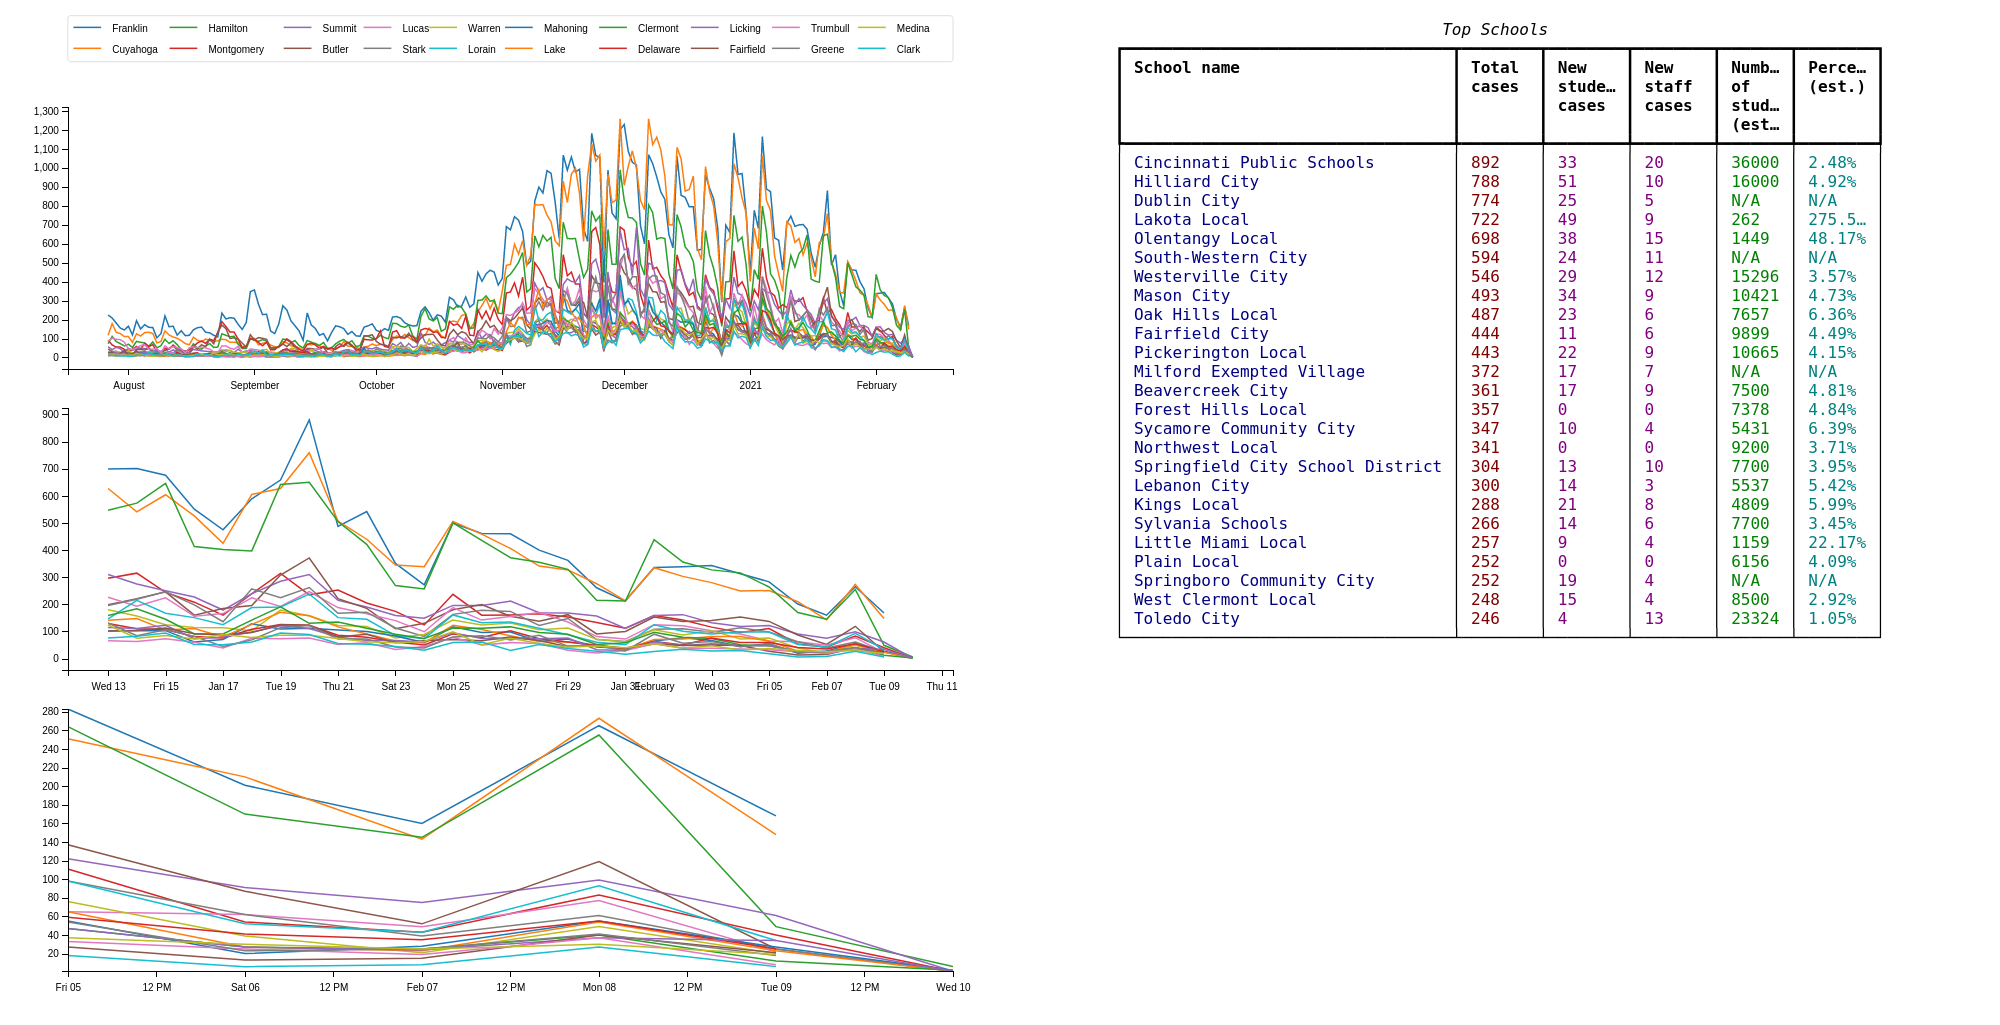 Franklin Hamilton Summit Lucas Warren Mahoning Clermont Licking Trumbull Medina
Cuyahoga Montgomery Butler Stark Lorain Lake Delaware Fairfield Greene Clark
1,300
1,200
1,100
1,000
900
800
700
600
500
400
300
200
100
0
August September October November December 2021 February
900
800
700
600
500
400
300
200
100
0
Wed 13 Fri 15 Jan 17 Tue 19 Thu 21 Sat 23 Mon 25 Wed 27 Fri 29 Jan 31 February Wed 03 Fri 05 Feb 07 Tue 09 Thu 11
280
260
240
220
200
180
160
140
120
100
80
60
40
20
Fri 05 12 PM Sat 06 12 PM Feb 07 12 PM Mon 08 12 PM Tue 09 12 PM Wed 10
Top Schools
School name Total New New Numb… Perce…
cases stude… staff of (est.)
cases cases stud…
(est…
Cincinnati Public Schools 892 33 20 36000 2.48%
Hilliard City 788 51 10 16000 4.92%
Dublin City 774 25 5 N/A N/A
Lakota Local 722 49 9 262 275.5…
Olentangy Local 698 38 15 1449 48.17%
South-Western City 594 24 11 N/A N/A
Westerville City 546 29 12 15296 3.57%
Mason City 493 34 9 10421 4.73%
Oak Hills Local 487 23 6 7657 6.36%
Fairfield City 444 11 6 9899 4.49%
Pickerington Local 443 22 9 10665 4.15%
Milford Exempted Village 372 17 7 N/A N/A
Beavercreek City 361 17 9 7500 4.81%
Forest Hills Local 357 0 0 7378 4.84%
Sycamore Community City 347 10 4 5431 6.39%
Northwest Local 341 0 0 9200 3.71%
Springfield City School District 304 13 10 7700 3.95%
Lebanon City 300 14 3 5537 5.42%
Kings Local 288 21 8 4809 5.99%
Sylvania Schools 266 14 6 7700 3.45%
Little Miami Local 257 9 4 1159 22.17%
Plain Local 252 0 0 6156 4.09%
Springboro Community City 252 19 4 N/A N/A
West Clermont Local 248 15 4 8500 2.92%
Toledo City 246 4 13 23324 1.05%